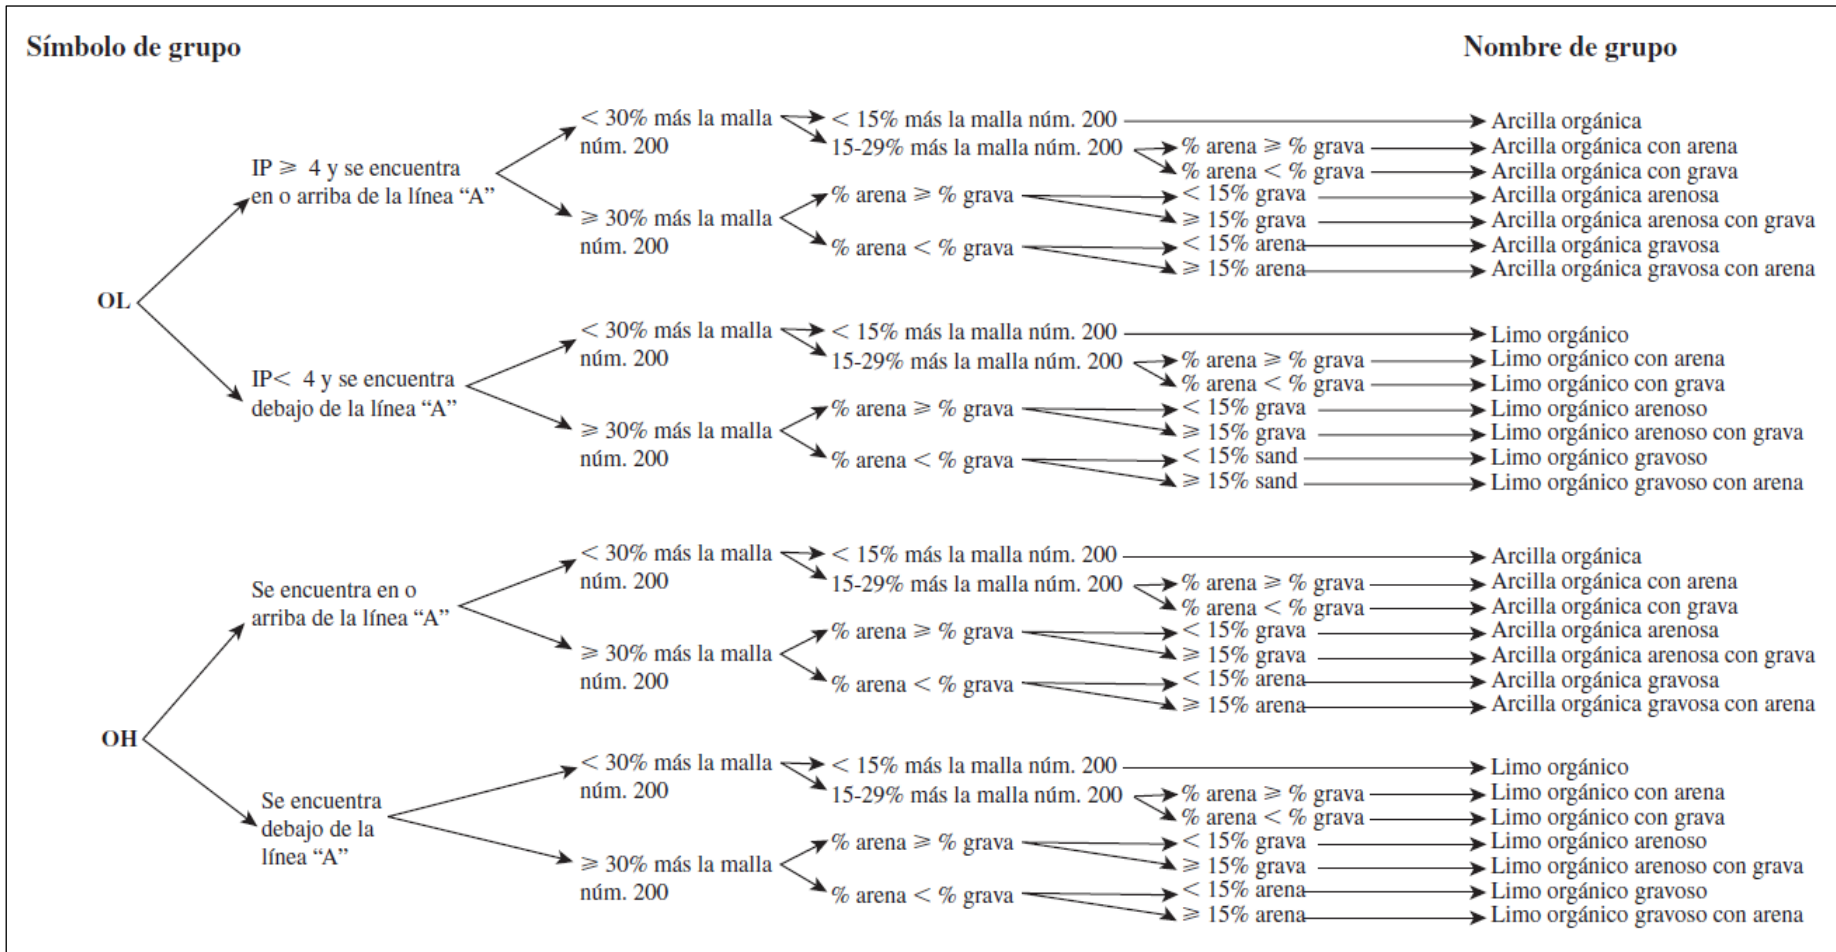 Símbolo de grupo
Nombre de grupo
OL
IP ≥ 4 y se encuentra
en o arriba de la línea “A”
< 30% más la malla
núm. 200
< 15% más la malla núm. 200
Arcilla orgánica
15-29% más la malla núm. 200
% arena ≥ % grava
Arcilla orgánica con arena
% arena < % grava
Arcilla orgánica con grava
≥ 30% más la malla
núm. 200
% arena ≥ % grava
< 15% grava
Arcilla orgánica arenosa
≥ 15% grava
Arcilla orgánica arenosa con grava
% arena < % grava
< 15% arena
Arcilla orgánica gravosa
≥ 15% arena
Arcilla orgánica gravosa con arena
IP< 4 y se encuentra
debajo de la línea “A”
< 30% más la malla
núm. 200
< 15% más la malla núm. 200
Limo orgánico
15-29% más la malla núm. 200
% arena ≥ % grava
Limo orgánico con arena
% arena < % grava
Limo orgánico con grava
≥ 30% más la malla
núm. 200
% arena ≥ % grava
< 15% grava
Limo orgánico arenoso
≥ 15% grava
Limo orgánico arenoso con grava
% arena < % grava
< 15% sand
Limo orgánico gravoso
≥ 15% sand
Limo orgánico gravoso con arena
OH
Se encuentra en o
arriba de la línea “A”
< 30% más la malla
núm. 200
< 15% más la malla núm. 200
Arcilla orgánica
15-29% más la malla núm. 200
% arena ≥ % grava
Arcilla orgánica con arena
% arena < % grava
Arcilla orgánica con grava
≥ 30% más la malla
núm. 200
% arena ≥ % grava
< 15% grava
Arcilla orgánica arenosa
≥ 15% grava
Arcilla orgánica arenosa con grava
% arena < % grava
< 15% arena
Arcilla orgánica gravosa
≥ 15% arena
Arcilla orgánica gravosa con arena
Se encuentra
debajo de la
línea “A”
< 30% más la malla
núm. 200
< 15% más la malla núm. 200
Limo orgánico
15-29% más la malla núm. 200
% arena ≥ % grava
Limo orgánico con arena
% arena < % grava
Limo orgánico con grava
≥ 30% más la malla
núm. 200
% arena ≥ % grava
< 15% grava
Limo orgánico arenoso
≥ 15% grava
Limo orgánico arenoso con grava
% arena < % grava
< 15% arena
Limo orgánico gravoso
≥ 15% arena
Limo orgánico gravoso con arena